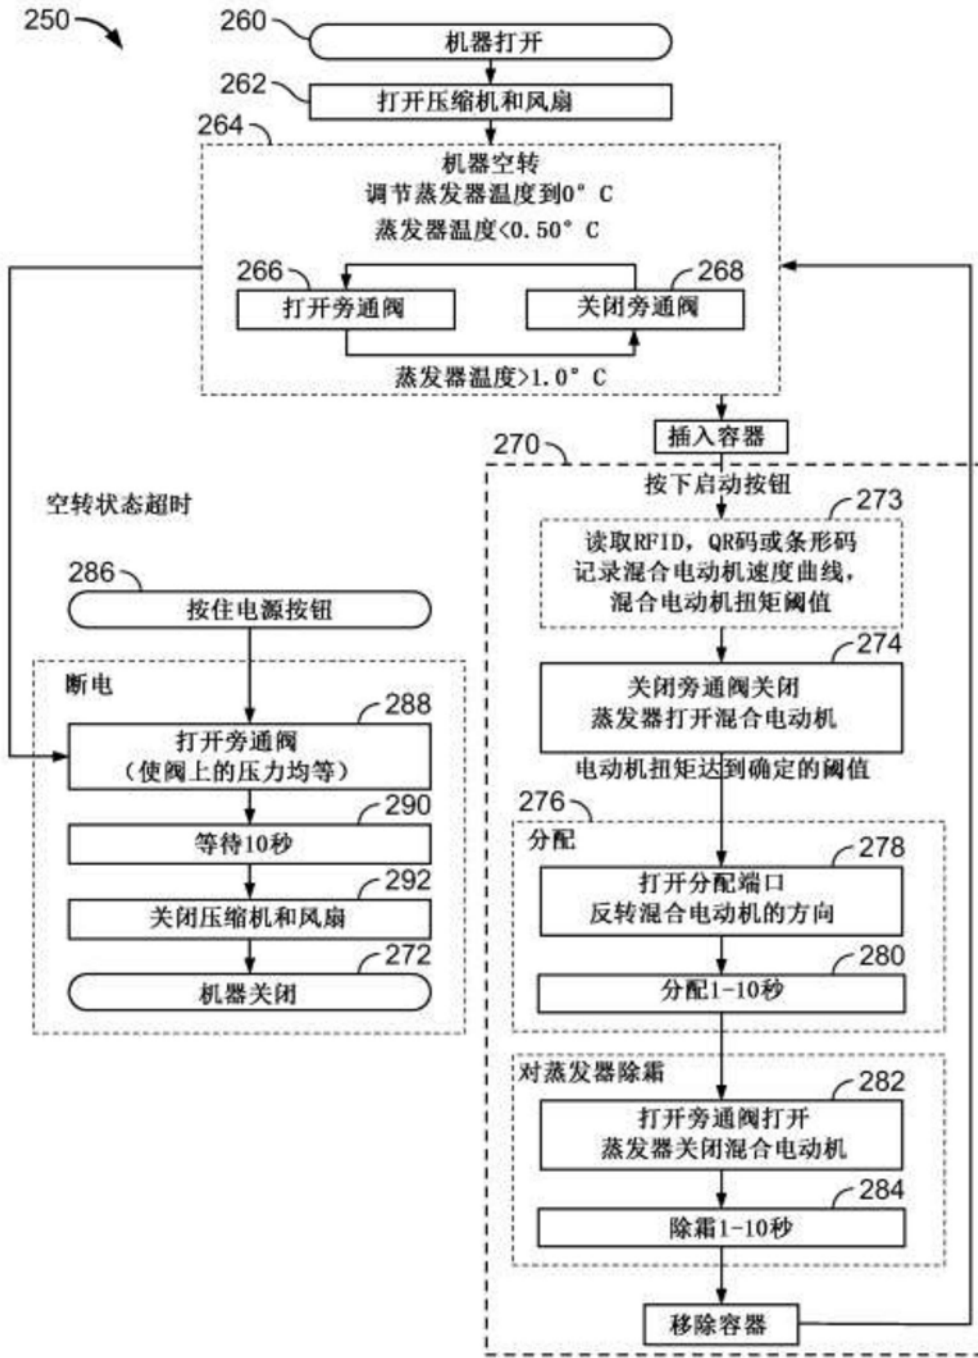 250
260
机器打开
262
打开压缩机和风扇
264
机器空转
调节蒸发器温度到0° C
蒸发器温度<0.50° C
266
268
打开旁通阀
关闭旁通阀
蒸发器温度>1.0° C
插入容器
270
按下启动按钮
273
读取RFID, QR码或条形码
记录混合电动机速度曲线,
混合电动机扭矩阈值
274
关闭旁通阀关闭
蒸发器打开混合电动机
电动机扭矩达到确定的阈值
276
分配
278
打开分配端口
反转混合电动机的方向
280
分配1-10秒
对蒸发器除霜
282
打开旁通阀打开
蒸发器关闭混合电动机
284
除霜1-10秒
移除容器
空转状态超时
286
按住电源按钮
断电
288
打开旁通阀
(使阀上的压力均等)
290
等待10秒
292
关闭压缩机和风扇
272
机器关闭